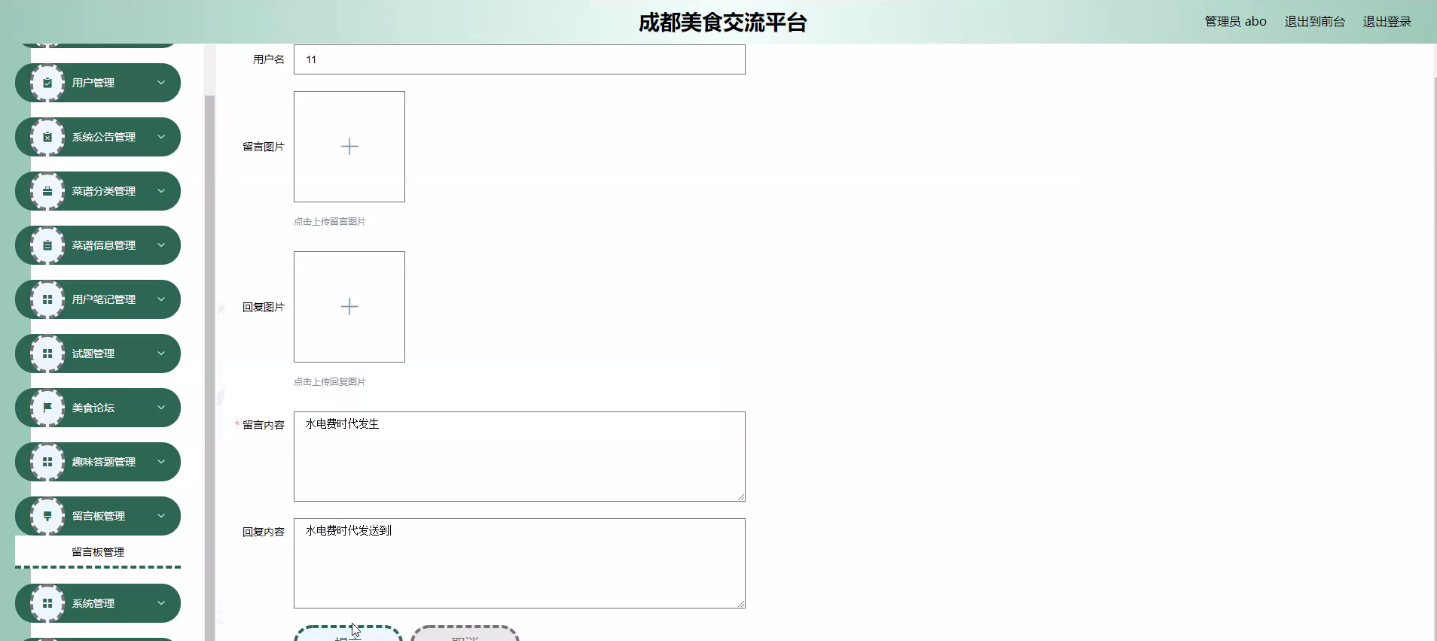 成都美食交流平台
管理员 abo 退出到前台 退出登录
用户管理
系统公告管理
菜谱分类管理
菜谱信息管理
用户笔记管理
试题管理
美食论坛
趣味答题管理
留言板管理
留言板管理
系统管理
用户名 11
留言图片
点击上传留言图片
回复图片
点击上传回复图片
* 留言内容 水电费时代发生
回复内容 水电费时代发送到